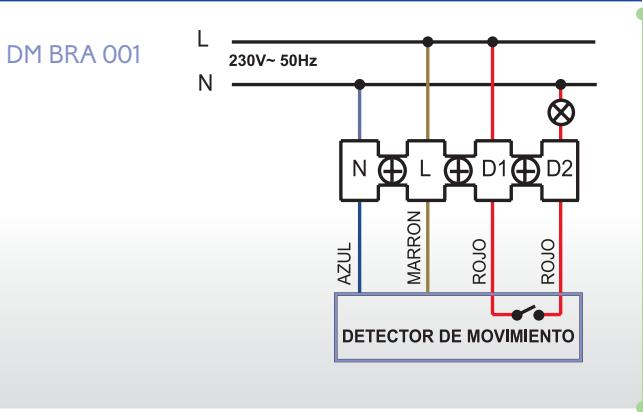 DM BRA 001
L
230V~ 50Hz
N
N L D1 D2
AZUL
MARRON
ROJO
ROJO
DETECTOR DE MOVIMIENTO